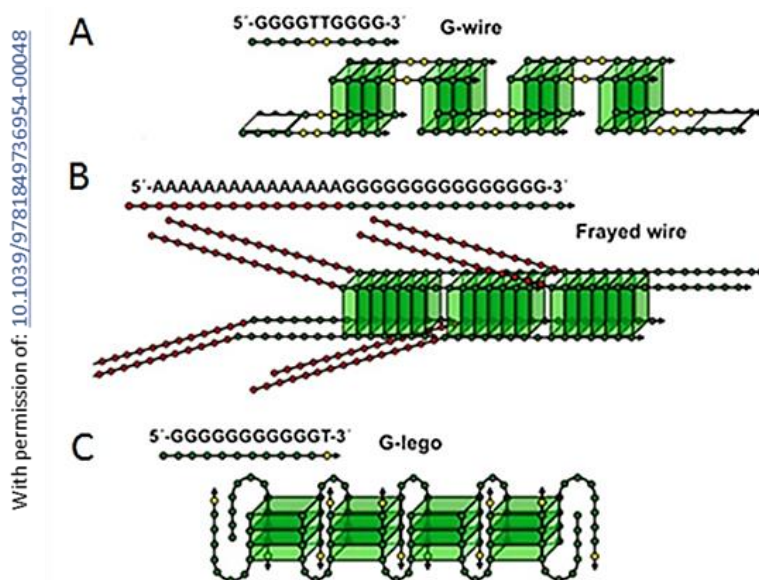 With permission of: 10.1039/9781849736954-00048
A
5´-GGGGTTGGGG-3´
G-wire
B
5´-AAAAAAAAAAAAAAAGGGGGGGGGGGGGGG-3´
Frayed wire
C
5´-GGGGGGGGGGGT-3´
G-lego